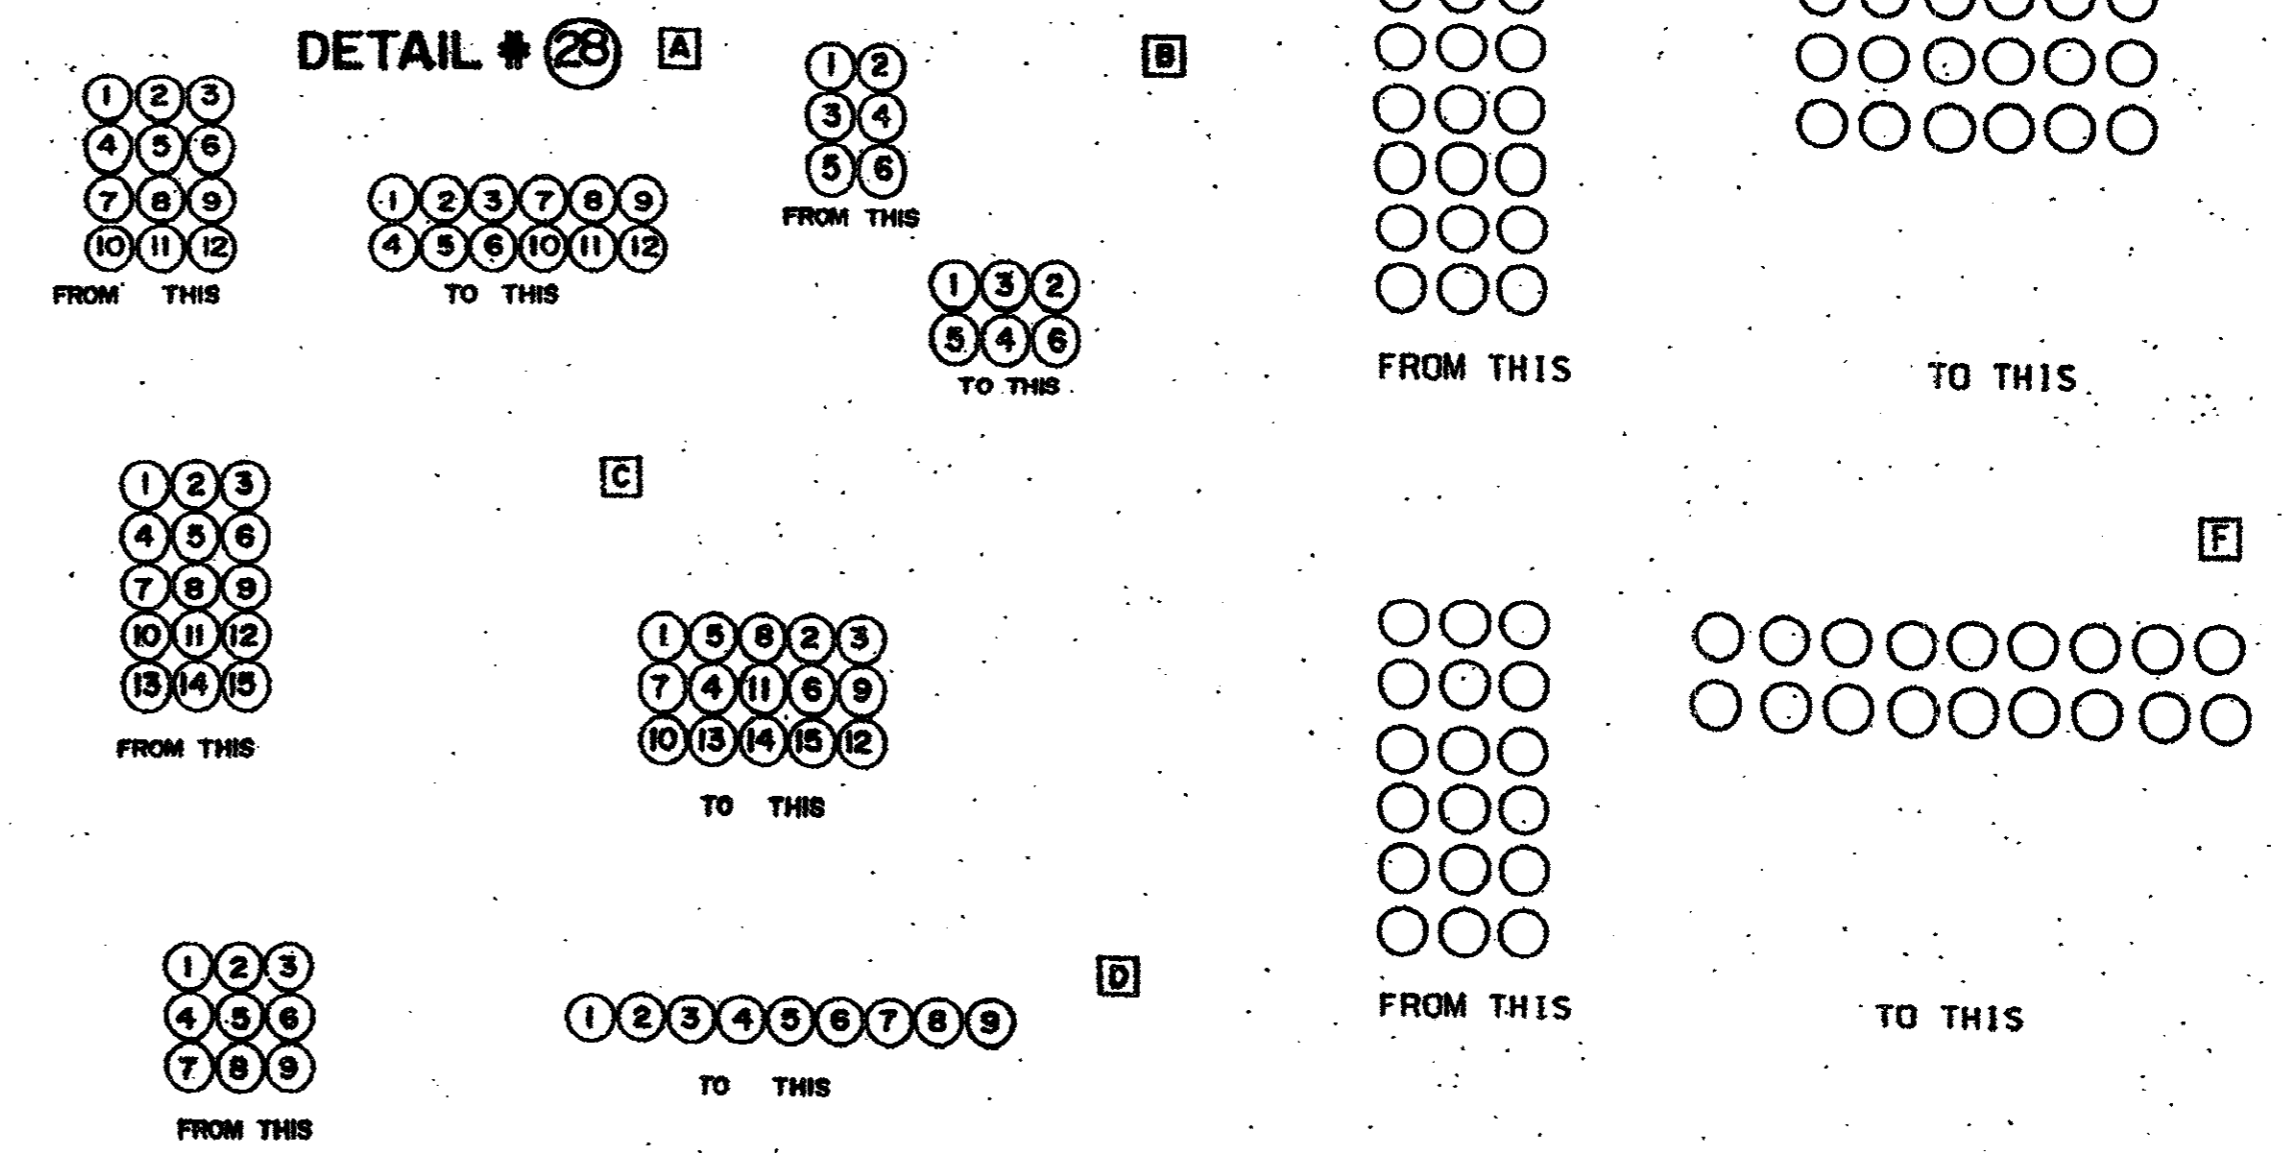 DETAIL # 28 A
1 2 3
4 5 6
7 8 9
10 11 12
FROM THIS
1 2 3 7 8 9
4 5 6 10 11 12
TO THIS
B
1 2
3 4
5 6
FROM THIS
1 3 2
5 4 6
TO THIS
C
1 2 3
4 5 6
7 8 9
10 11 12
13 14 15
FROM THIS
1 5 8 2 3
7 4 11 6 9
10 13 14 15 12
TO THIS
D
1 2 3
4 5 6
7 8 9
FROM THIS
1 2 3 4 5 6 7 8 9
TO THIS
FROM THIS
TO THIS
F
FROM THIS
TO THIS